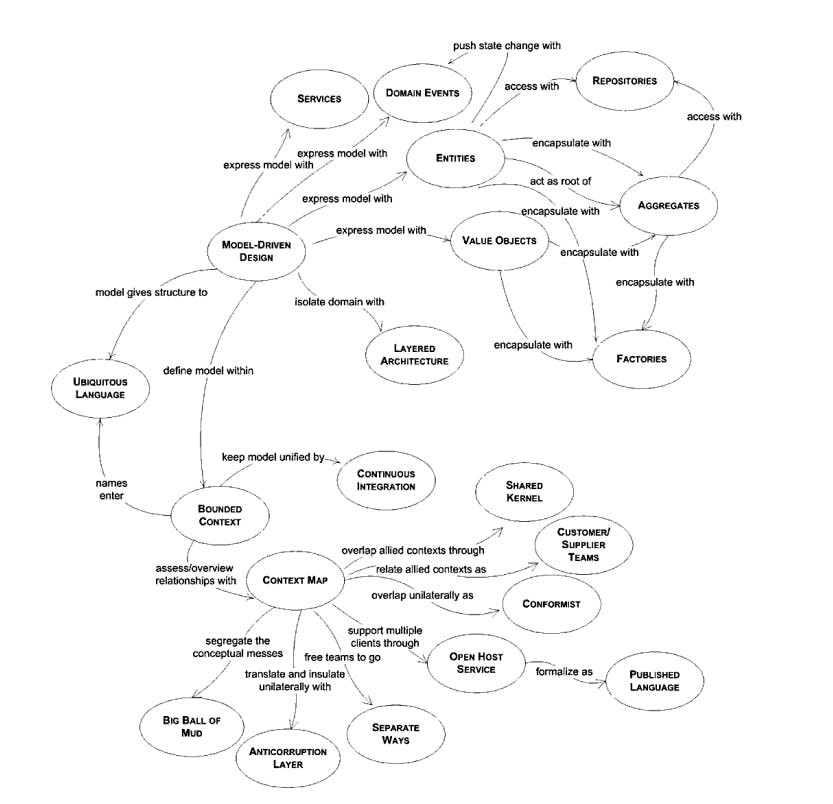 push state change with
SERVICES
DOMAIN EVENTS
REPOSITORIES
access with
access with
express model with
express model with
ENTITIES
encapsulate with
act as root of
express model with
AGGREGATES
encapsulate with
express model with
VALUE OBJECTS
MODEL-DRIVEN
DESIGN
encapsulate with
encapsulate with
model gives structure to
isolate domain with
encapsulate with
LAYERED
ARCHITECTURE
FACTORIES
define model within
UBIQUITOUS
LANGUAGE
keep model unified by
CONTINUOUS
INTEGRATION
names
enter
BOUNDED
CONTEXT
SHARED
KERNEL
overlap allied contexts through
CUSTOMER/
SUPPLIER
TEAMS
assess/overview
relationships with
CONTEXT MAP
relate allied contexts as
overlap unilaterally as
CONFORMIST
segregate the
conceptual messes
support multiple
clients through
free teams to go
translate and insulate
unilaterally with
OPEN HOST
SERVICE
formalize as
PUBLISHED
LANGUAGE
BIG BALL OF
MUD
ANTICORRUPTION
LAYER
SEPARATE
WAYS